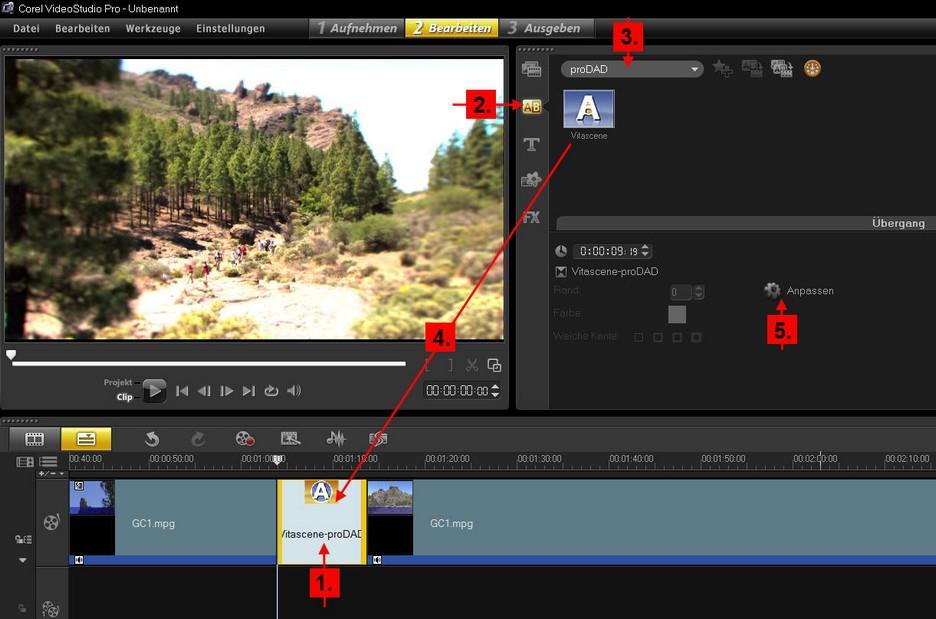 Corel VideoStudio Pro - Unbenannt
Datei Bearbeiten Werkzeuge Einstellungen 1 Aufnehmen 2 Bearbeiten 3 Ausgeben
3.
proDAD
2.
AB
A
Vitascene
T
FX
Übergang
0:00:09:19
Vitascene-proDAD
Rand: 0 Anpassen
Farbe:
Weiche Kante:
4.
5.
[ ]
Projekt
Clip
00:00:00:00
00:40:00 00:00:50:00 00:01:00:00 00:01:10:00 00:01:20:00 00:01:30:00 00:01:40:00 00:01:50:00 00:02:00:00 00:02:10:00
A
GC1.mpg Vitascene-proDAD GC1.mpg
1.